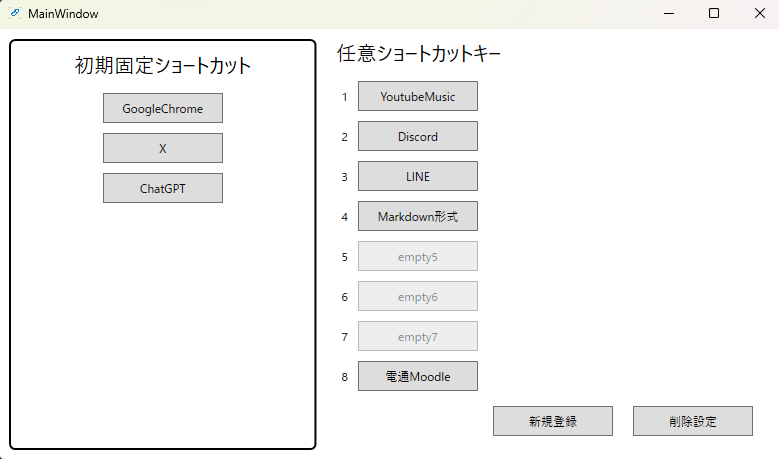 MainWindow
初期固定ショートカット
GoogleChrome
X
ChatGPT
任意ショートカットキー
1 YoutubeMusic
2 Discord
3 LINE
4 Markdown形式
5 empty5
6 empty6
7 empty7
8 電通Moodle
新規登録 削除設定